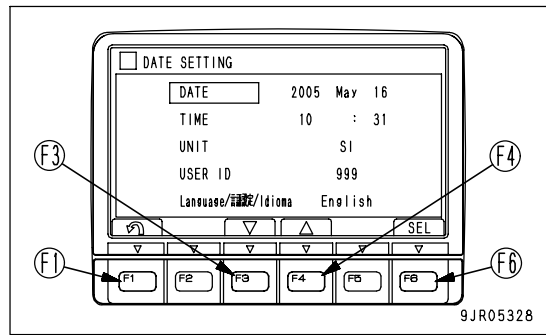 DATE SETTING
DATE 2005 May 16
TIME 10 : 31
UNIT SI
F3 F4
USER ID 999
Language/ /Idioma English
SEL
F1 F6
F1 F2 F3 F4 F5 F6
9JR05328